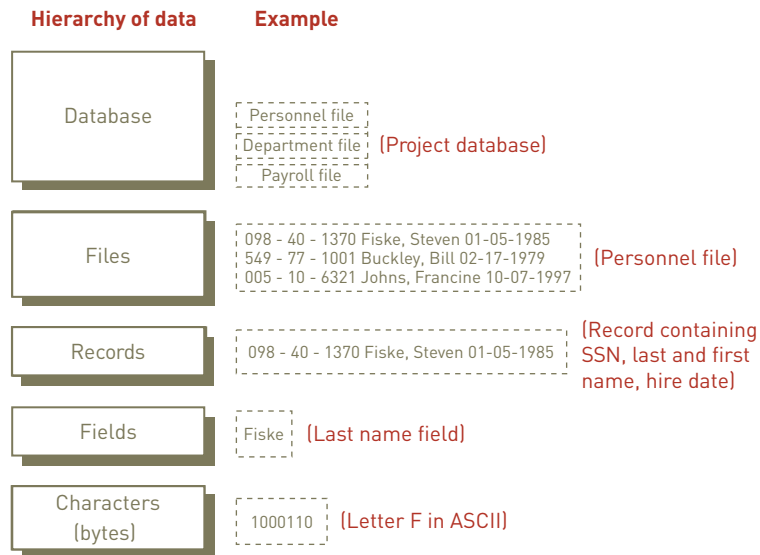 Hierarchy of data
Example
Database
Personnel file
Department file
Payroll file
(Project database)
Files
098 - 40 - 1370 Fiske, Steven 01-05-1985
549 - 77 - 1001 Buckley, Bill 02-17-1979
005 - 10 - 6321 Johns, Francine 10-07-1997
(Personnel file)
Records
098 - 40 - 1370 Fiske, Steven 01-05-1985
(Record containing
SSN, last and first
name, hire date)
Fields
Fiske
(Last name field)
Characters
(bytes)
1000110
(Letter F in ASCII)